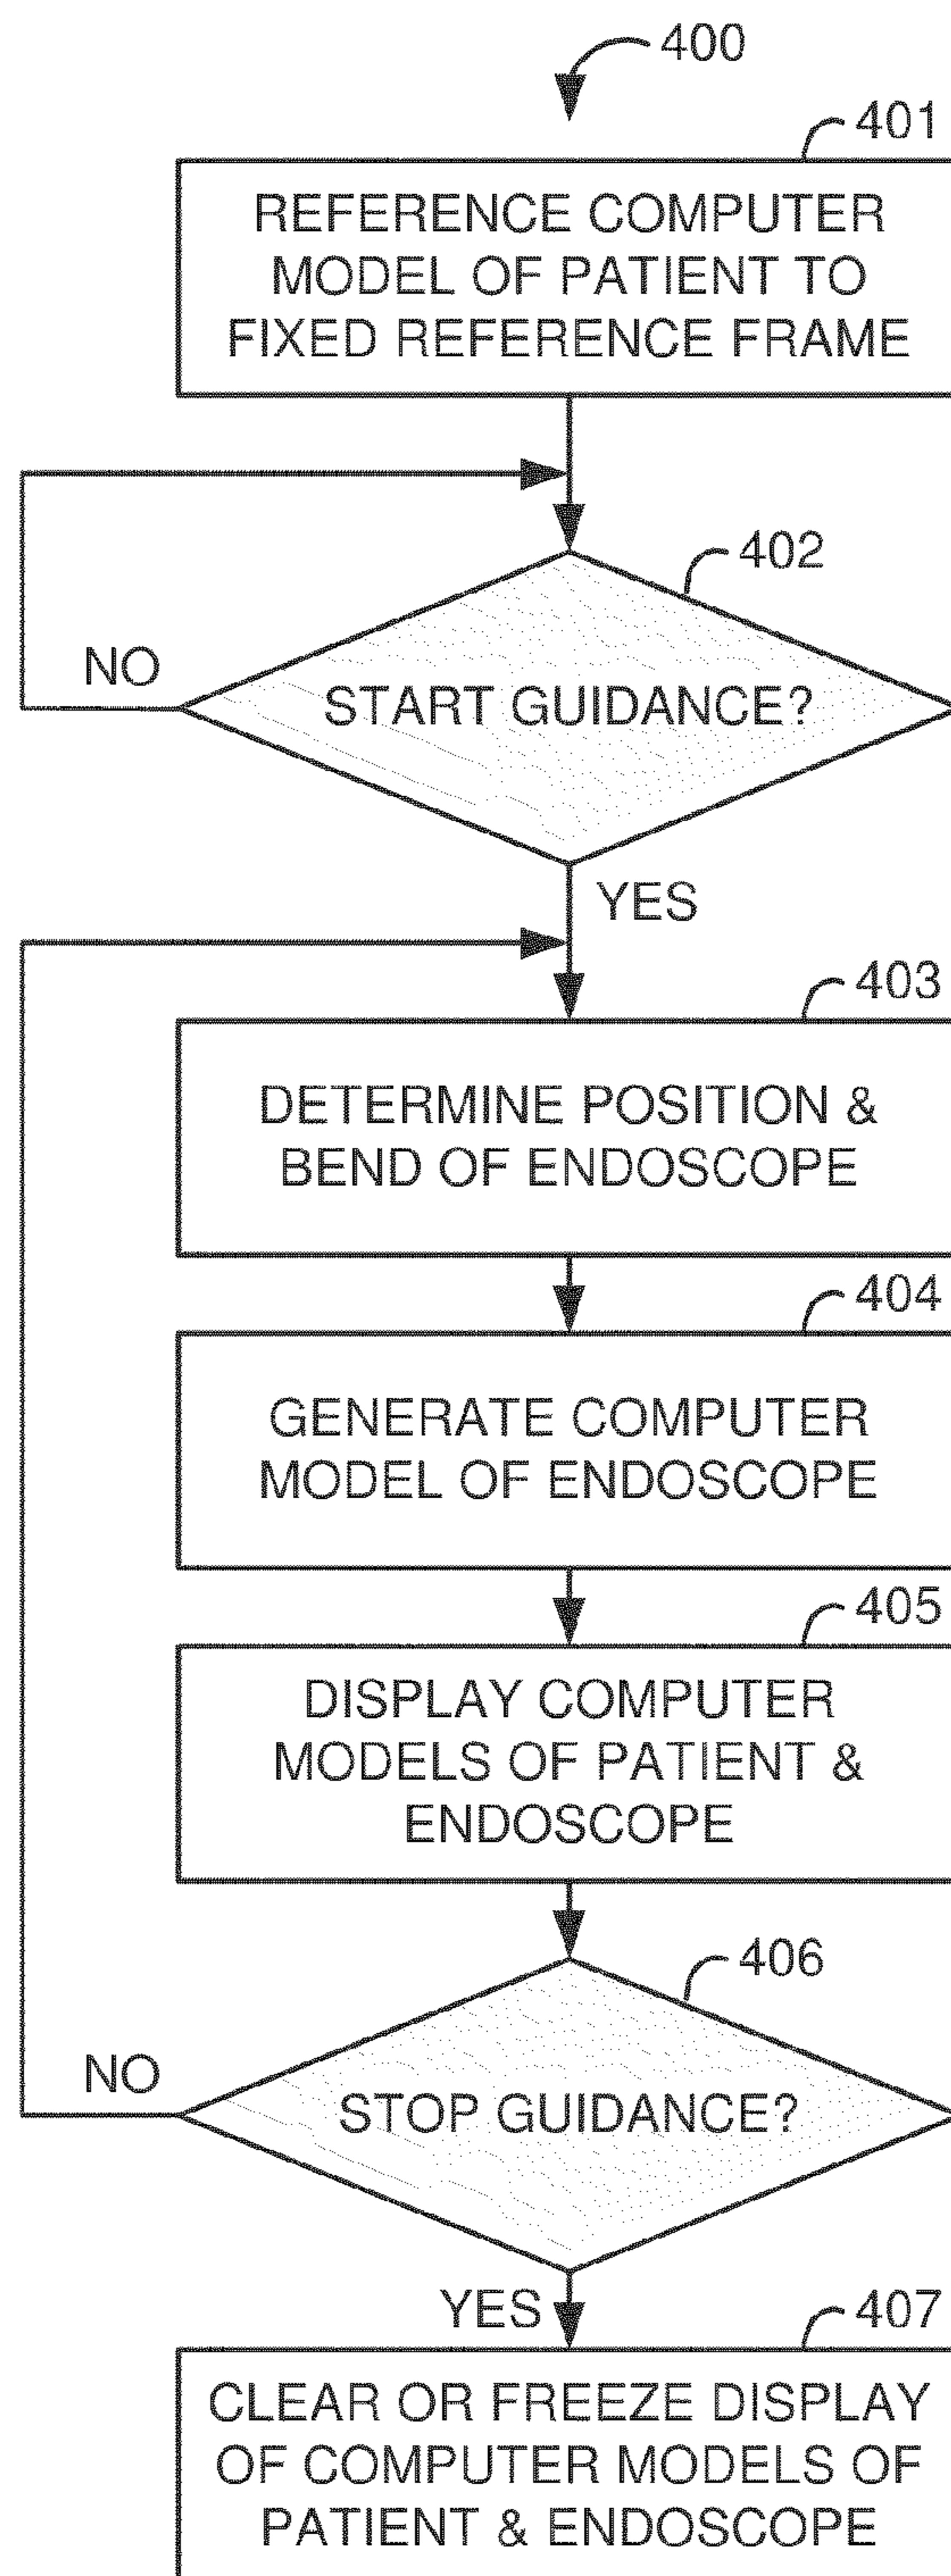 400
401
REFERENCE COMPUTER
MODEL OF PATIENT TO
FIXED REFERENCE FRAME
402
NO
START GUIDANCE?
YES
403
DETERMINE POSITION &
BEND OF ENDOSCOPE
404
GENERATE COMPUTER
MODEL OF ENDOSCOPE
405
DISPLAY COMPUTER
MODELS OF PATIENT &
ENDOSCOPE
406
NO
STOP GUIDANCE?
YES
407
CLEAR OR FREEZE DISPLAY
OF COMPUTER MODELS OF
PATIENT & ENDOSCOPE